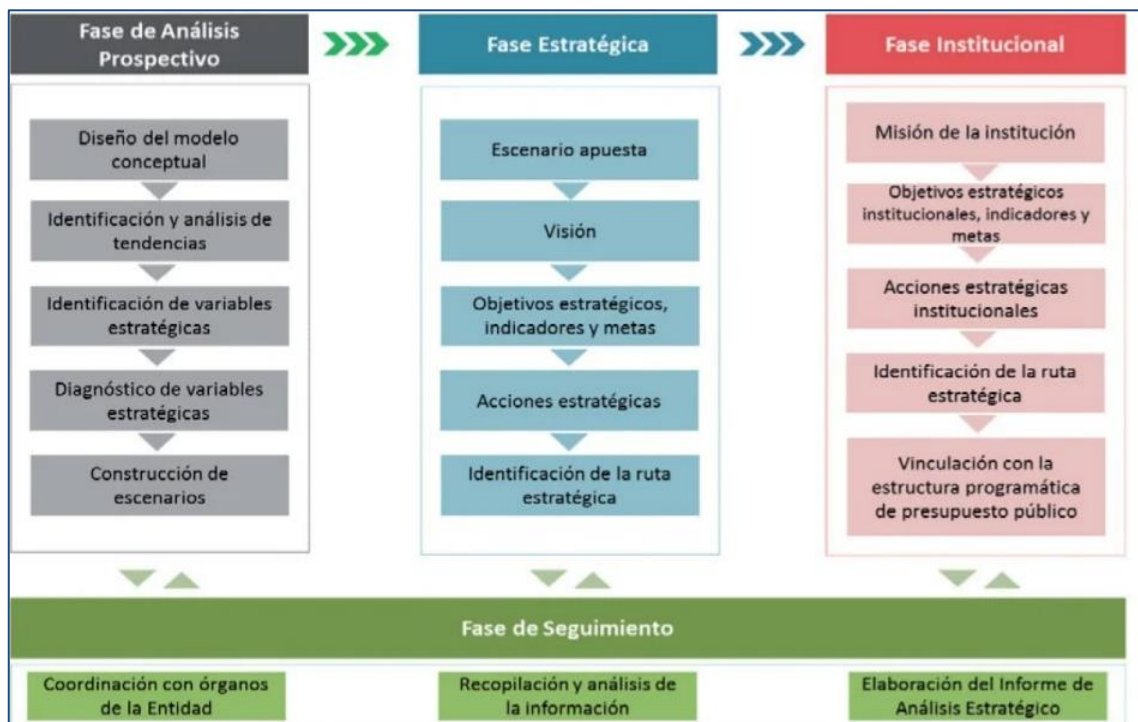 Fase de Análisis
Prospectivo
Fase Estratégica
Fase Institucional
Diseño del modelo
conceptual
Identificación y análisis de
tendencias
Identificación de variables
estratégicas
Diagnóstico de variables
estratégicas
Construcción de
escenarios
Escenario apuesta
Visión
Objetivos estratégicos,
indicadores y metas
Acciones estratégicas
Identificación de la ruta
estratégica
Misión de la institución
Objetivos estratégicos
institucionales, indicadores y
metas
Acciones estratégicas
institucionales
Identificación de la ruta
estratégica
Vinculación con la
estructura programática
de presupuesto público
Fase de Seguimiento
Coordinación con órganos
de la Entidad
Recopilación y análisis de
la información
Elaboración del Informe de
Análisis Estratégico